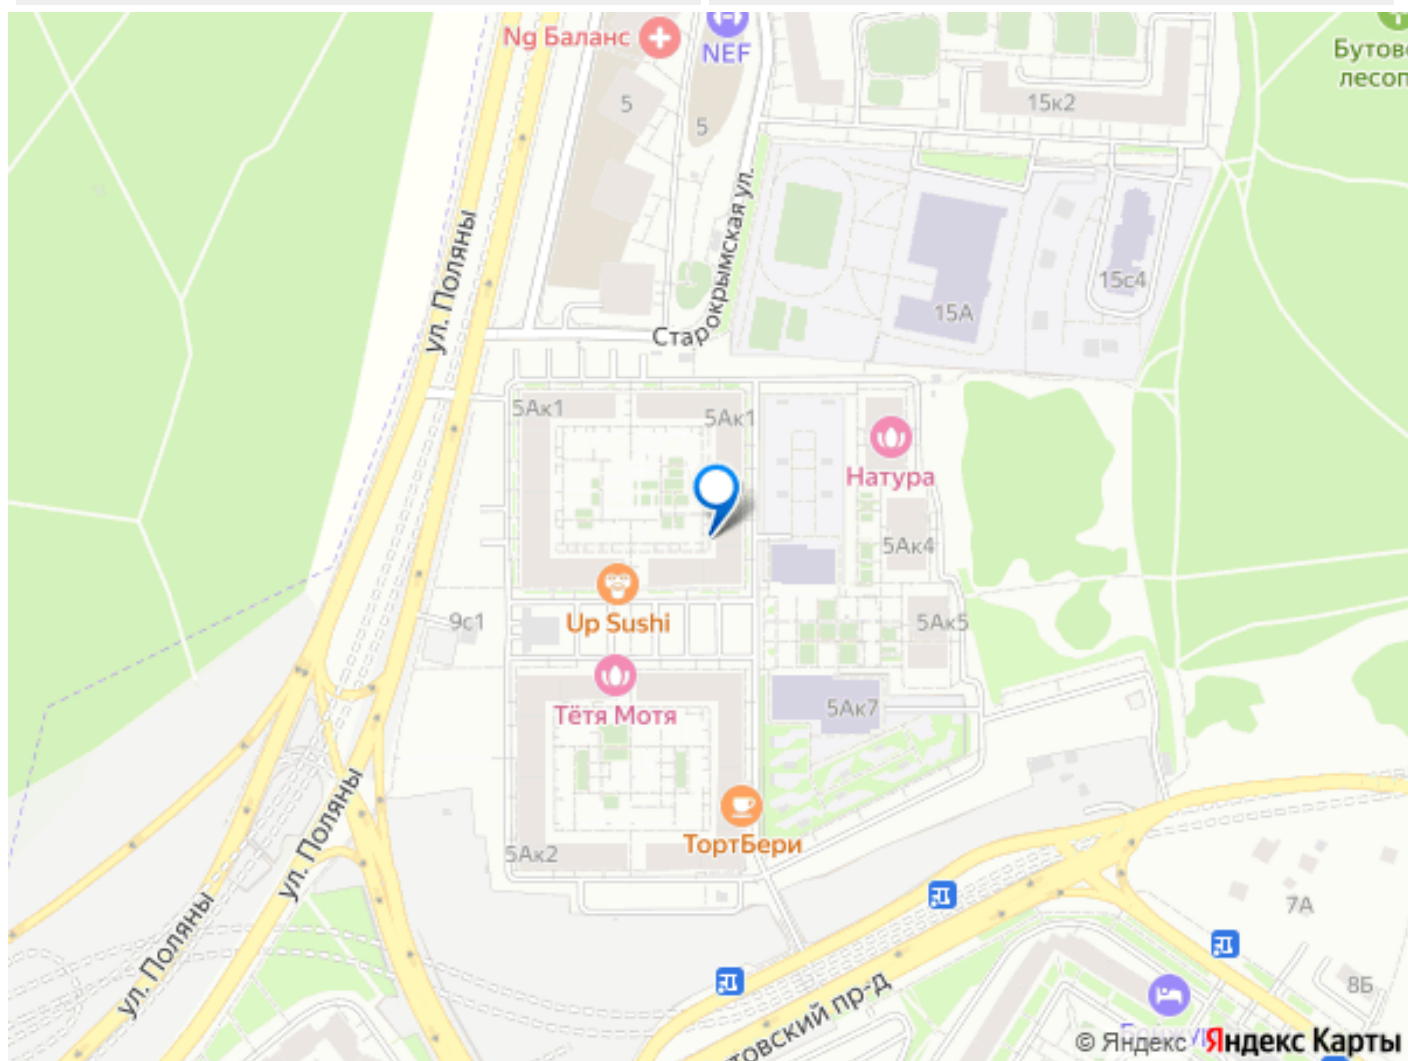 Ng Баланс
NEF
Бутово
лесоп
5
5
15к2
Старокрымская ул.
ул. Поляны
15с4
15А
5Ак1
5Ак1
Натура
5Ак4
Up Sushi
9с1
5Ак5
Тётя Мотя
5Ак7
ул. Поляны
ТортБери
5Ак2
ул. Поляны
7А
8Б
товский пр-д
© Яндекс Яндекс Карты